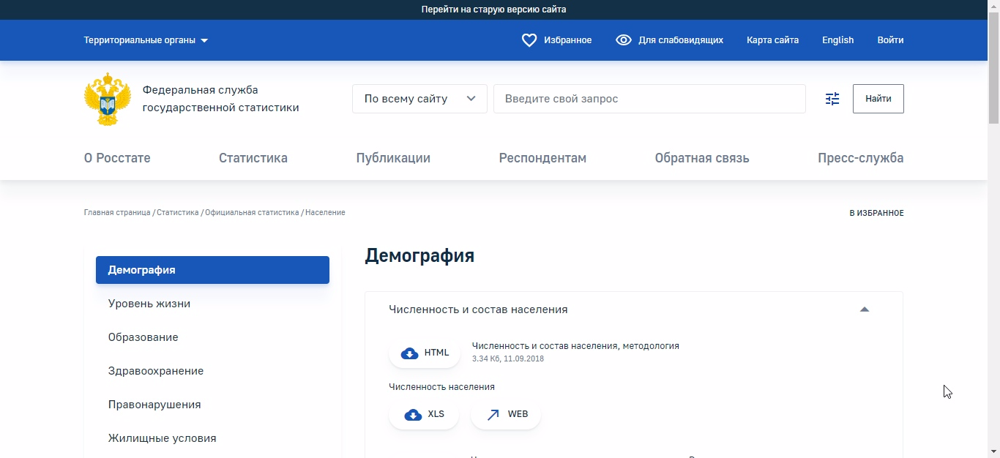 Перейти на старую версию сайта
Территориальные органы
Избранное
Для слабовидящих
Карта сайта
English
Войти
Федеральная служба
государственной статистики
По всему сайту
Введите свой запрос
Найти
О Росстате
Статистика
Публикации
Респондентам
Обратная связь
Пресс-служба
Главная страница / Статистика / Официальная статистика / Население
В ИЗБРАННОЕ
Демография
Уровень жизни
Образование
Здравоохранение
Правонарушения
Жилищные условия
Демография
Численность и состав населения
HTML
Численность и состав населения, методология
3.34 Кб, 11.09.2018
Численность населения
XLS
WEB